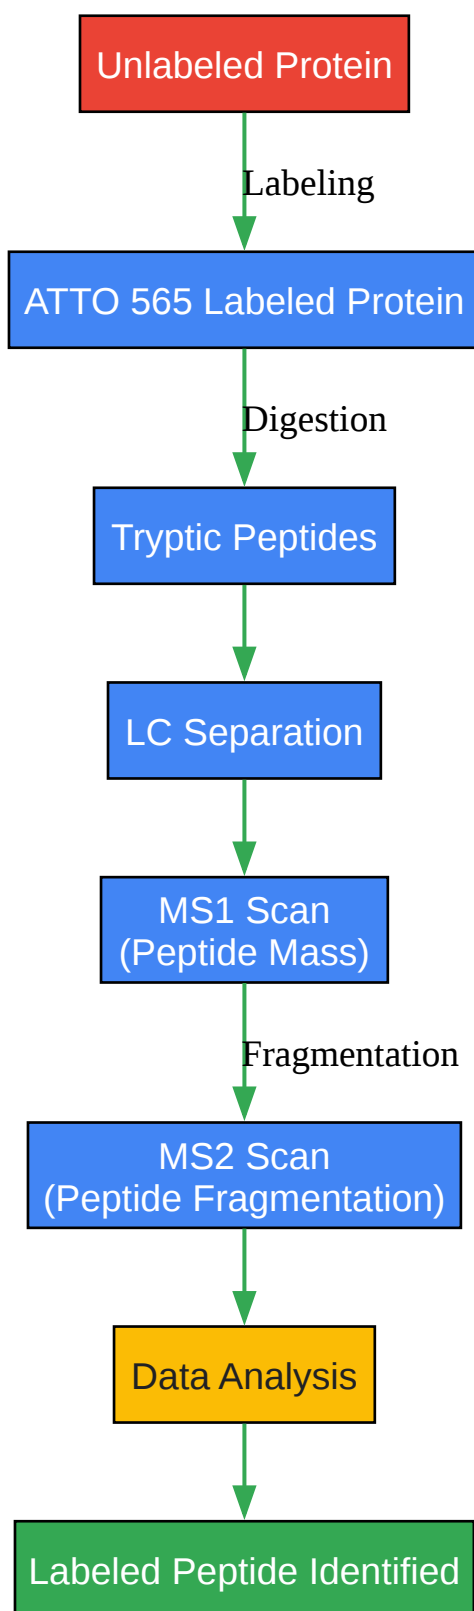 Unlabeled Protein
Labeling
ATTO 565 Labeled Protein
Digestion
Tryptic Peptides
LC Separation
MS1 Scan
(Peptide Mass)
Fragmentation
MS2 Scan
(Peptide Fragmentation)
Data Analysis
Labeled Peptide Identified